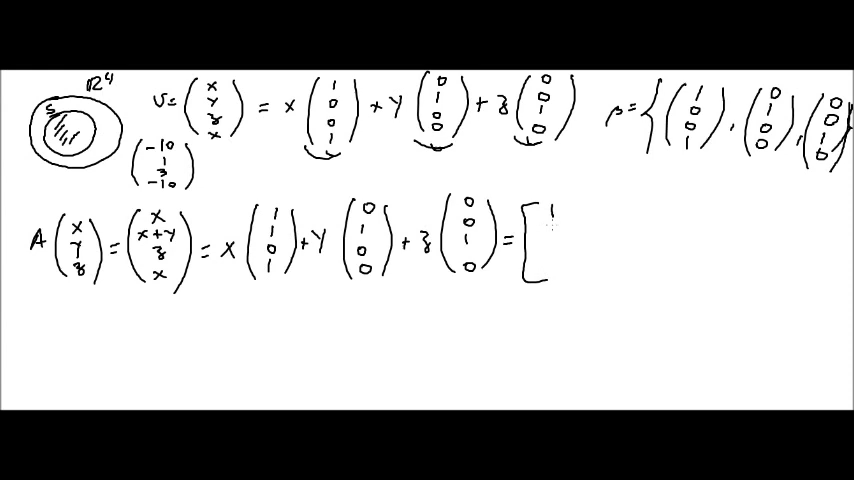 ℝ⁴
S
v = (x y z x) = x (1 0 0 1) + y (0 1 0 0) + z (0 0 1 0)
β = { (1 0 0 1), (0 1 0 0), (0 0 1 0)
(-10 1 3 -10)
A (x y z) = (x x+y z x) = x (1 1 0 1) + y (0 1 0 0) + z (0 0 1 0) = [ 1